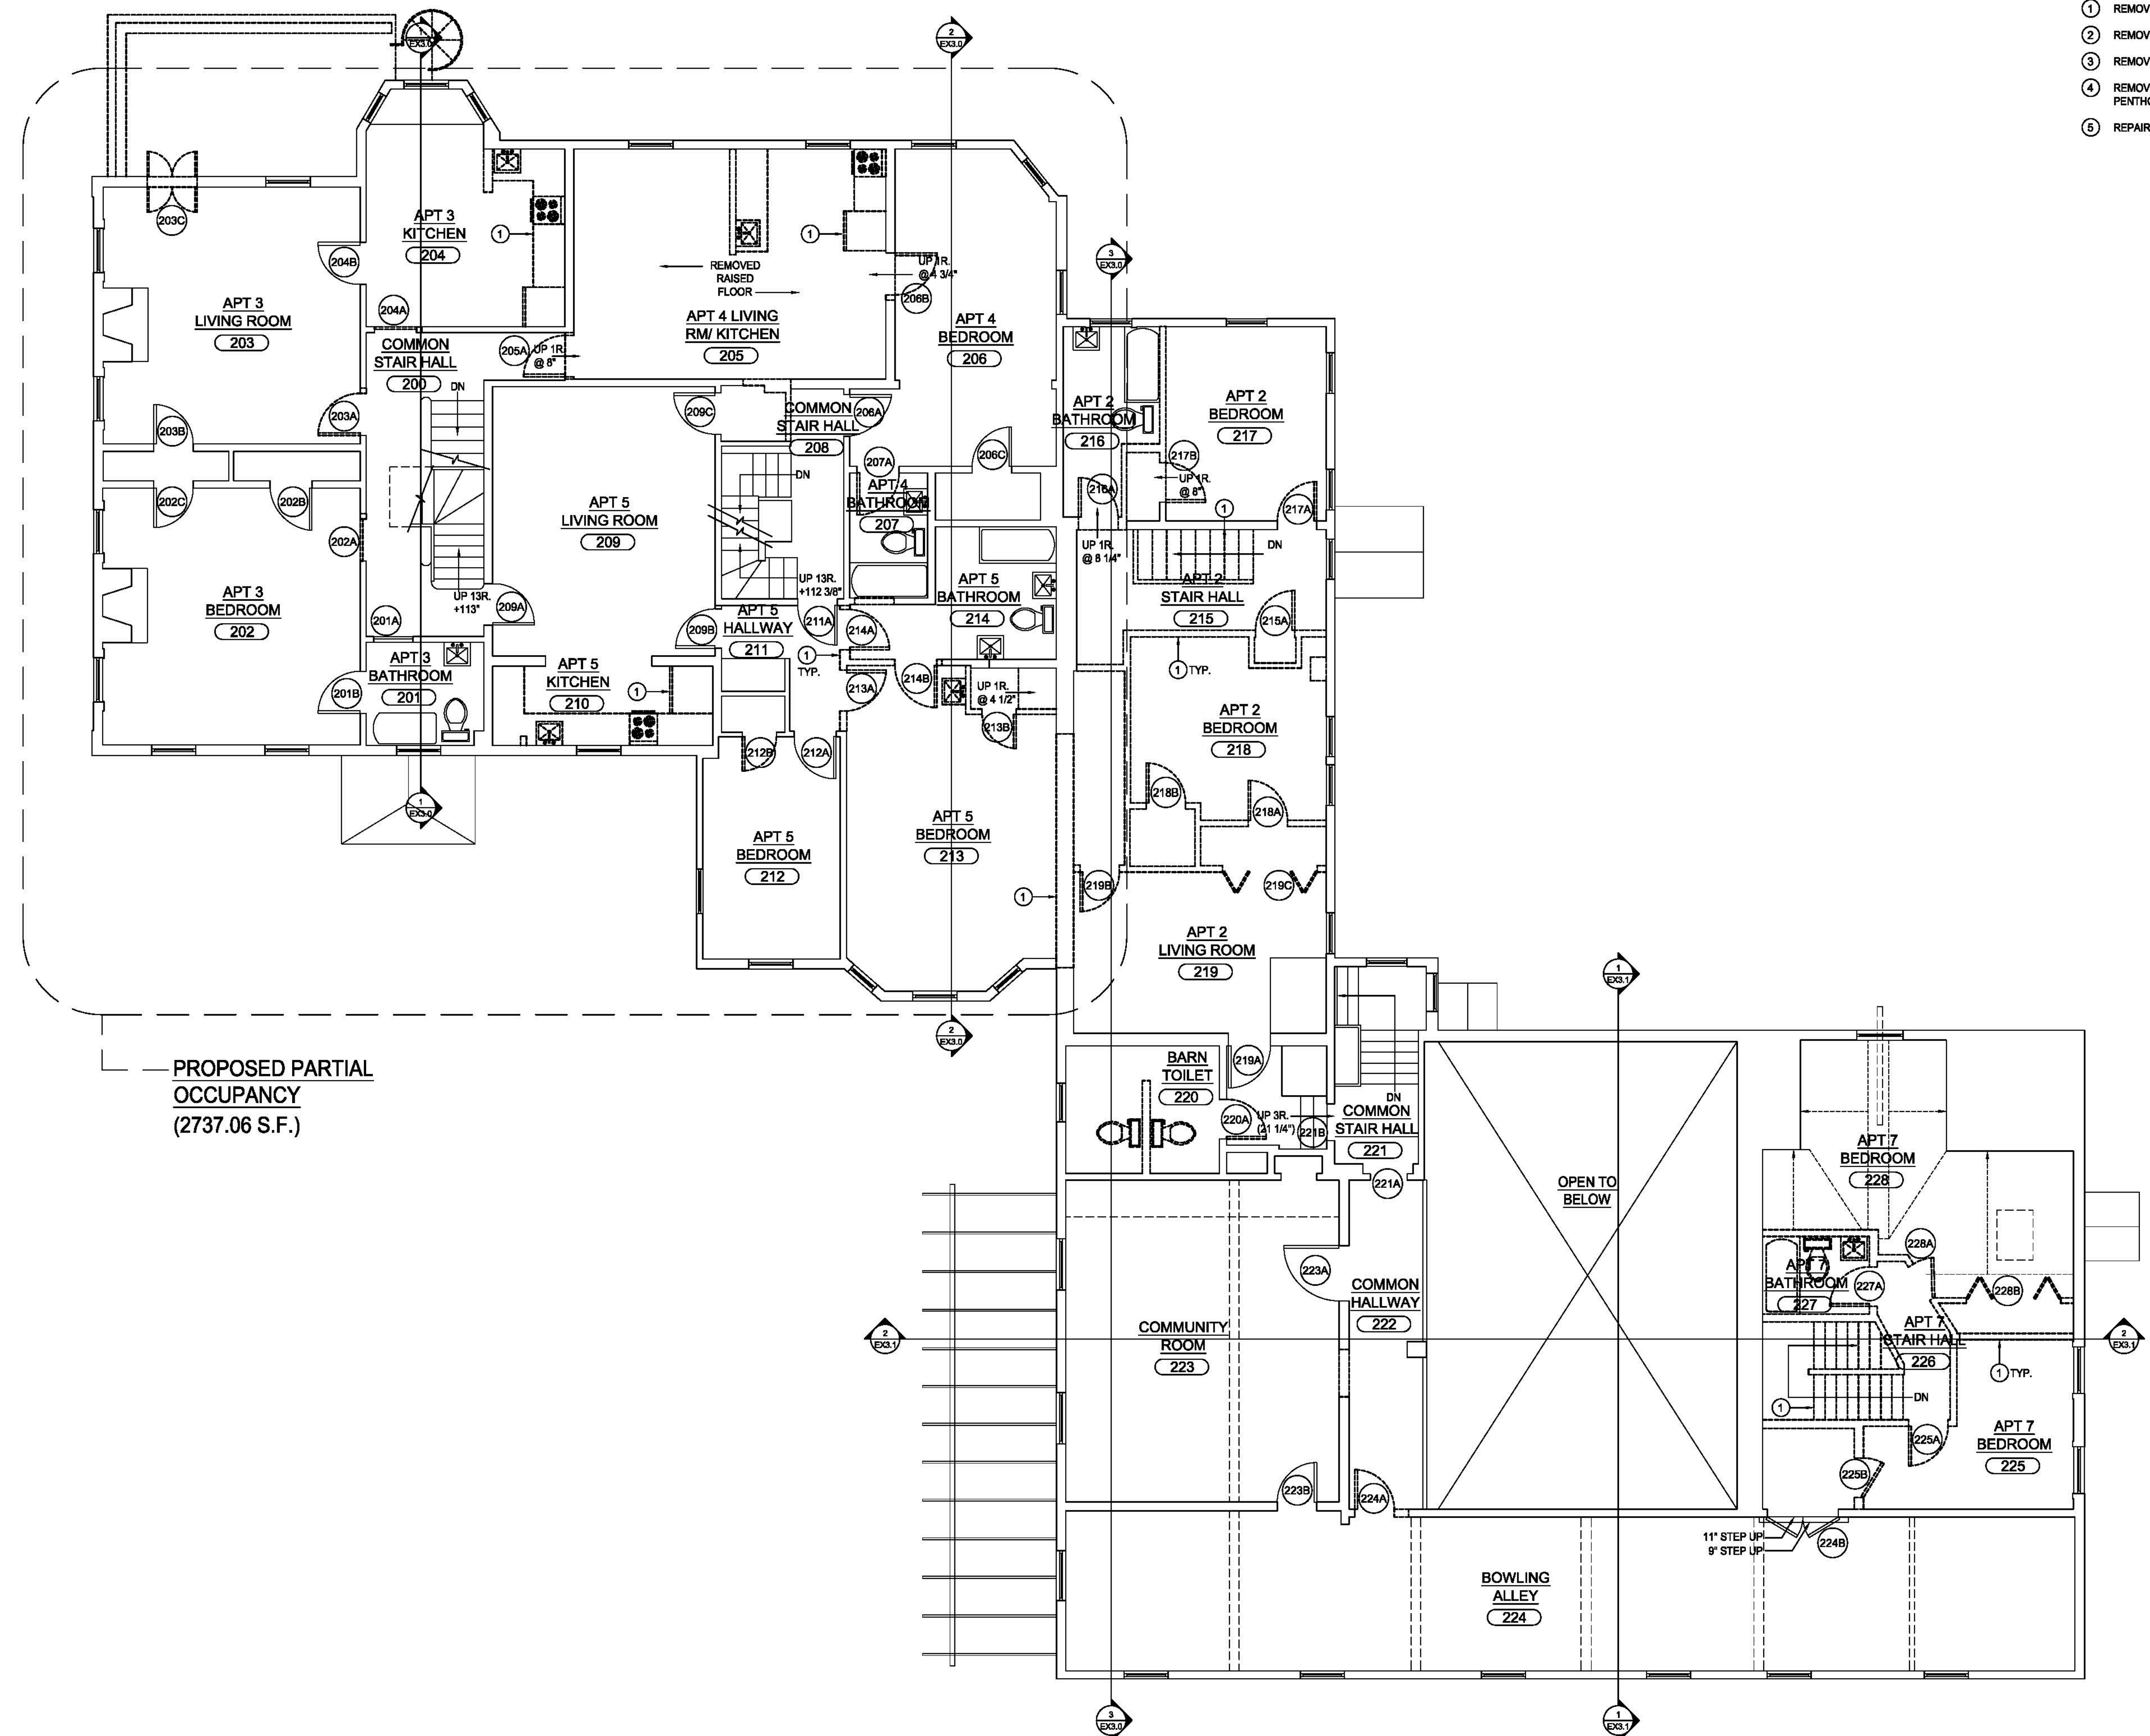 1 REMOV
2 REMOV
3 REMOV
4 REMOV
PENTH
5 REPAIR
1
EX3.0
2
EX3.0
203C
APT 3
KITCHEN
204
1
204B
204A
APT 3
LIVING ROOM
203
203A
203B
COMMON
STAIR HALL
200
DN
205A
UP 1R.
@ 8"
REMOVED
RAISED
FLOOR
APT 4 LIVING
RM/ KITCHEN
205
1
UP 1R.
@ 4 3/4"
206B
APT 4
BEDROOM
206
3
EX3.0
APT 2
BATHROOM
216
APT 2
BEDROOM
217
217B
UP 1R.
@ 8"
216A
217A
1
UP 1R.
@ 8 1/4"
DN
APT 2
STAIR HALL
215
215A
209C
COMMON
STAIR HALL
208
206A
DN
207A
206C
APT 4
BATHROOM
207
202C
202B
202A
APT 5
LIVING ROOM
209
APT 3
BEDROOM
202
UP 13R.
+113"
209A
201A
UP 13R.
+112 3/8"
APT 5
HALLWAY
211
211A
209B
214A
APT 5
BATHROOM
214
1
TYP.
APT 3
BATHROOM
201
201B
APT 5
KITCHEN
210
1
213A
214B
UP 1R.
@ 4 1/2"
213B
1 TYP.
APT 2
BEDROOM
218
218B
218A
212B
212A
1
EX3.0
APT 5
BEDROOM
212
APT 5
BEDROOM
213
1
219B
219C
APT 2
LIVING ROOM
219
2
EX3.0
1
EX3.1
PROPOSED PARTIAL
OCCUPANCY
(2737.06 S.F.)
BARN
TOILET
220
219A
220A
UP 3R.
(21 1/4")
221B
DN
COMMON
STAIR HALL
221
221A
OPEN TO
BELOW
APT 7
BEDROOM
228
228A
APT 7
BATHROOM
227
227A
228B
223A
COMMON
HALLWAY
222
COMMUNITY
ROOM
223
2
EX3.1
APT 7
STAIR HALL
226
2
EX3.1
1 TYP.
DN
1
225A
APT 7
BEDROOM
225
225B
223B
224A
11" STEP UP
9" STEP UP
224B
BOWLING
ALLEY
224
3
EX3.0
1
EX3.1